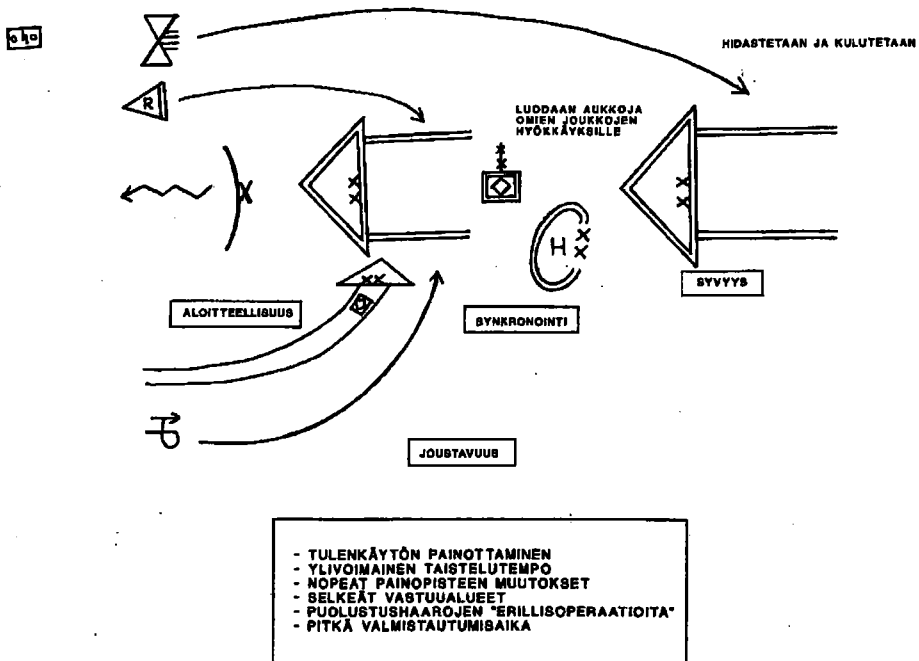 HIDASTETAAN JA KULUTETAAN
R
LUODAAN AUKKOJA
OMIEN JOUKKOJEN
HYÖKKÄYKSILLE
H
SYVYYS
ALOITTEELLISUUS
SYNKRONOINTI
JOUSTAVUUS
- TULENKÄYTÖN PAINOTTAMINEN
- YLIVOIMAINEN TAISTELUTEMPO
- NOPEAT PAINOPISTEEN MUUTOKSET
- SELKEÄT VASTUUALUEET
- PUOLUSTUSHAAROJEN "ERILLISOPERAATIOITA"
- PITKÄ VALMISTAUTUMISAIKA